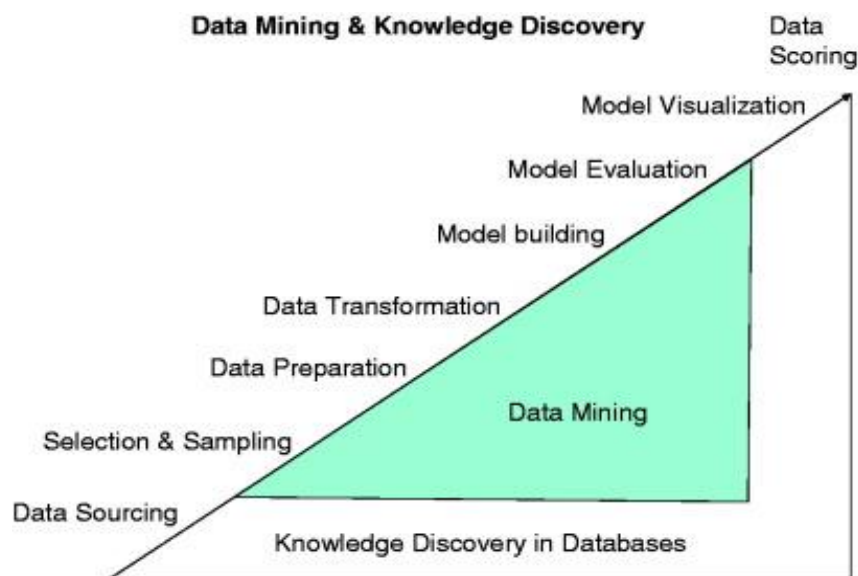 Data Mining & Knowledge Discovery
Data
Scoring
Model Visualization
Model Evaluation
Model building
Data Transformation
Data Preparation
Data Mining
Selection & Sampling
Data Sourcing
Knowledge Discovery in Databases